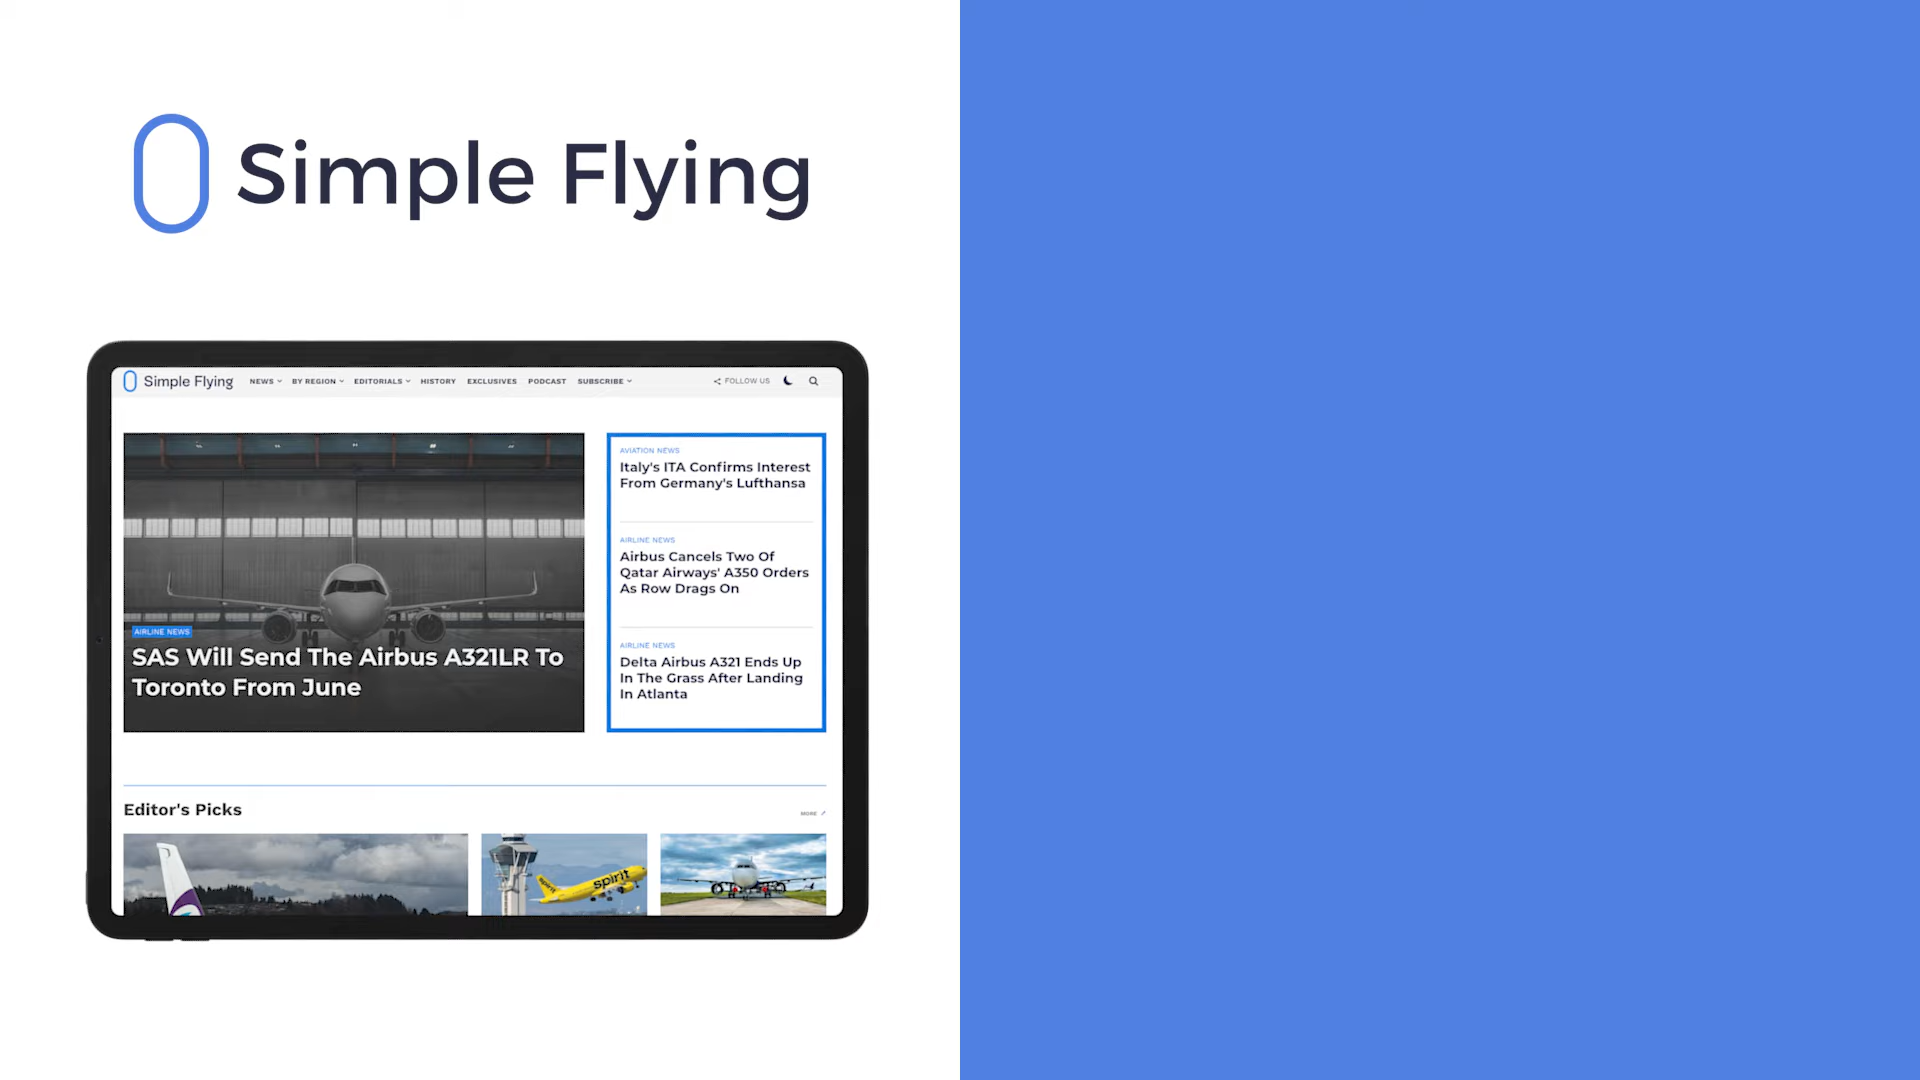 Simple Flying
Simple Flying
NEWS
BY REGION
EDITORIALS
HISTORY
EXCLUSIVES
PODCAST
SUBSCRIBE
FOLLOW US
AIRLINE NEWS
SAS Will Send The Airbus A321LR To
Toronto From June
AVIATION NEWS
Italy's ITA Confirms Interest
From Germany's Lufthansa
AIRLINE NEWS
Airbus Cancels Two Of
Qatar Airways' A350 Orders
As Row Drags On
AIRLINE NEWS
Delta Airbus A321 Ends Up
In The Grass After Landing
In Atlanta
Editor's Picks
MORE
spirit
spirit